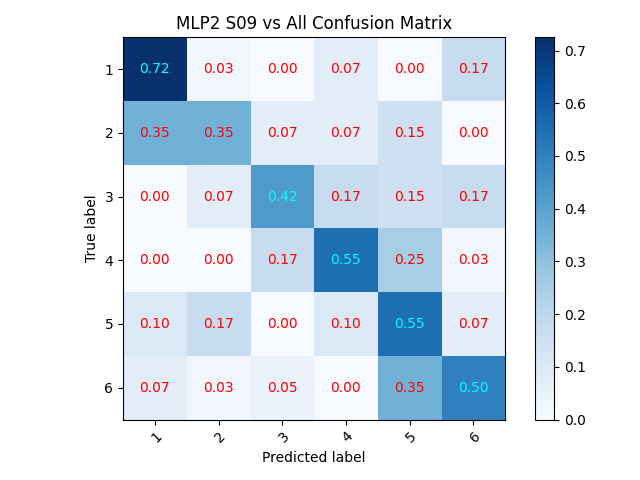 MLP2 S09 vs All Confusion Matrix
1 0.72 0.03 0.00 0.07 0.00 0.17
2 0.35 0.35 0.07 0.07 0.15 0.00
3 0.00 0.07 0.42 0.17 0.15 0.17
4 0.00 0.00 0.17 0.55 0.25 0.03
5 0.10 0.17 0.00 0.10 0.55 0.07
6 0.07 0.03 0.05 0.00 0.35 0.50
1 2 3 4 5 6
Predicted label
True label
0.7
0.6
0.5
0.4
0.3
0.2
0.1
0.0